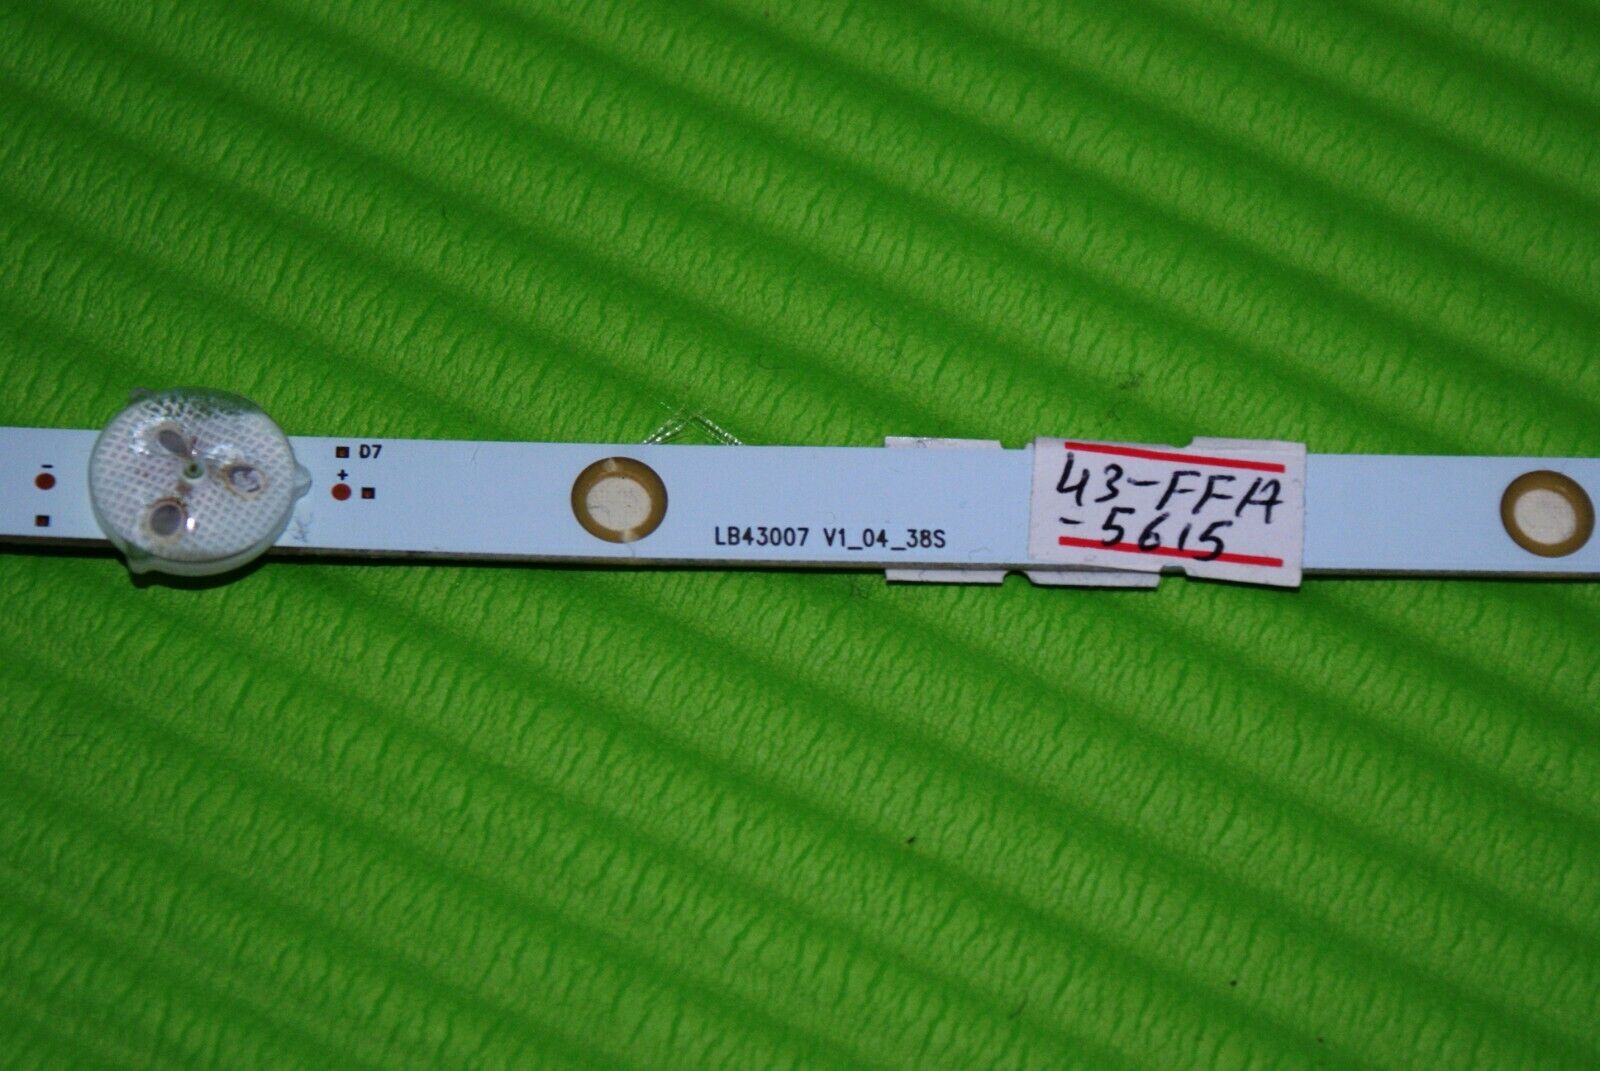 -
D7
+
LB43007 V1_04_38S
43-FFA
-5615